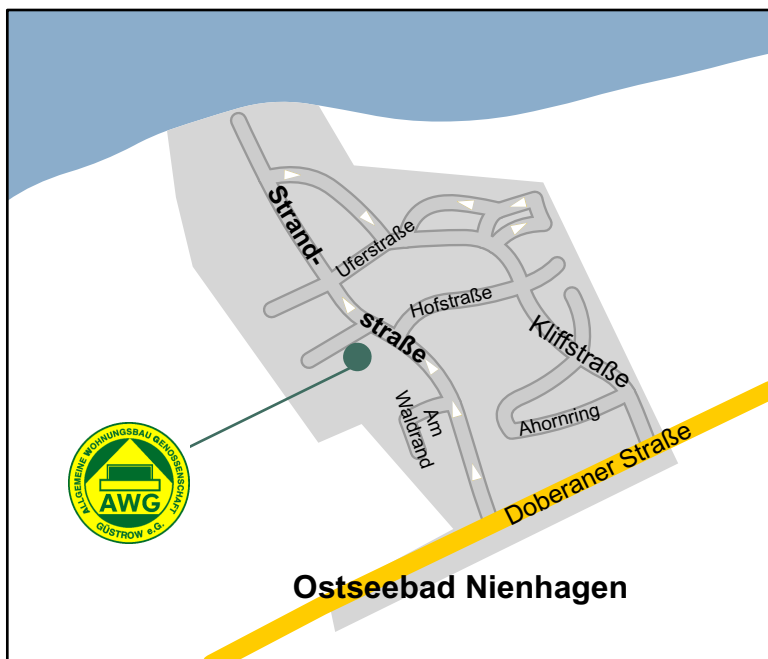 Strand-
Uferstraße
Hofstraße
straße
Kliffstraße
Am
Waldrand
Ahornring
Doberaner Straße
ALLGEMEINE WOHNUNGSBAU GENOSSENSCHAFT
AWG
GÜSTROW e.G.
Ostseebad Nienhagen